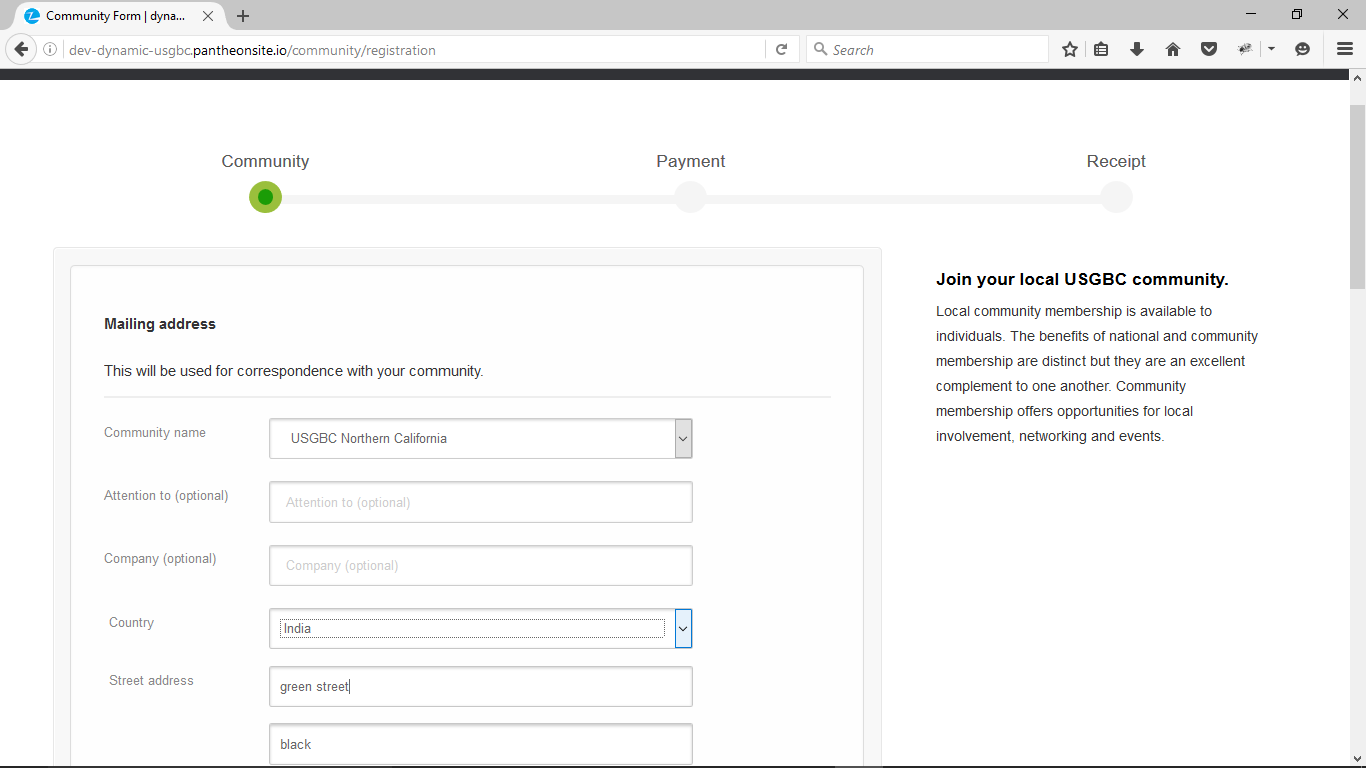 Community Form | dyna...
dev-dynamic-usgbc.pantheonsite.io/community/registration
Search
Community
Payment
Receipt
Mailing address
This will be used for correspondence with your community.
Community name
USGBC Northern California
Attention to (optional)
Attention to (optional)
Company (optional)
Company (optional)
Country
India
Street address
green street
black
Join your local USGBC community.
Local community membership is available to
individuals. The benefits of national and community
membership are distinct but they are an excellent
complement to one another. Community
membership offers opportunities for local
involvement, networking and events.